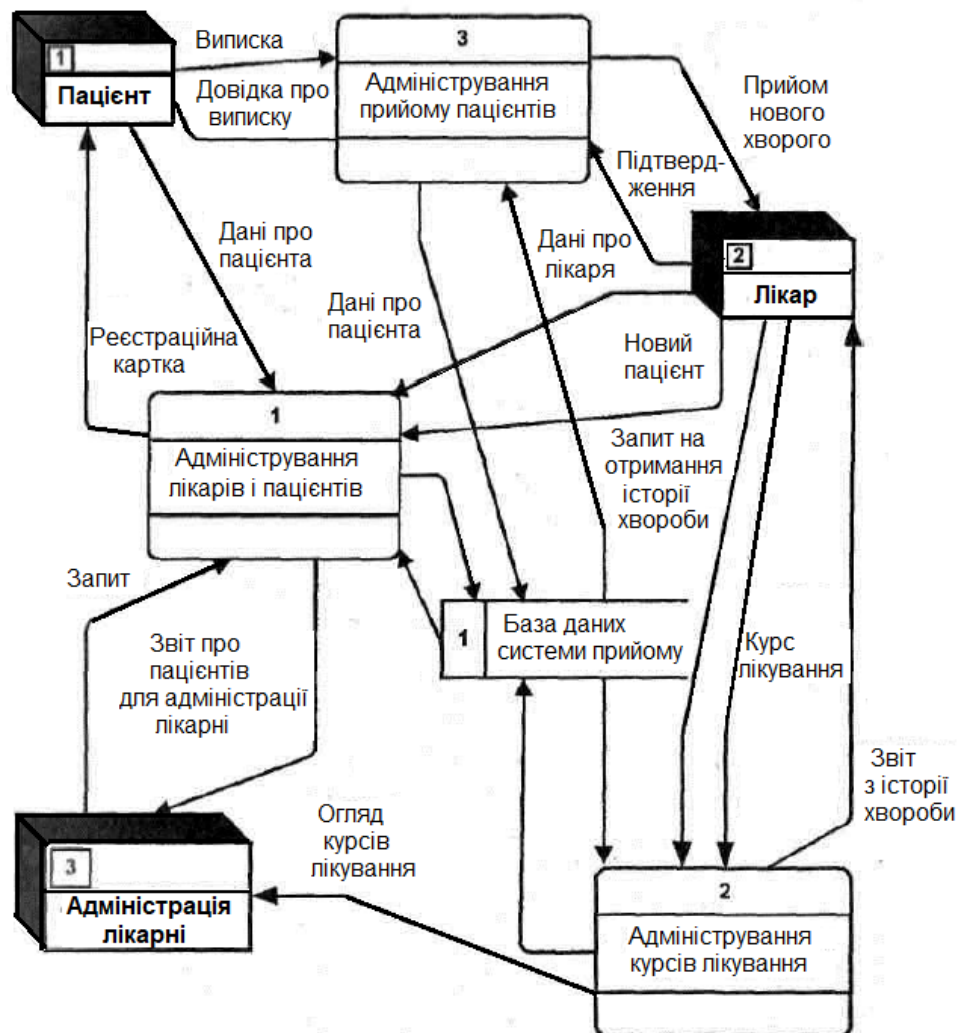 1
Пацієнт
Виписка
Довідка про
виписку
3
Адміністрування
прийому пацієнтів
Прийом
нового
хворого
Підтверд-
ження
2
Лікар
Дані про
пацієнта
Дані про
лікаря
Дані про
пацієнта
Реєстраційна
картка
Новий
пацієнт
1
Адміністрування
лікарів і пацієнтів
Запит на
отримання
історії
хвороби
Запит
1
База даних
системи прийому
Звіт про
пацієнтів
для адміністрації
лікарні
Курс
лікування
Звіт
з історії
хвороби
Огляд
курсів
лікування
3
Адміністрація
лікарні
2
Адміністрування
курсів лікування